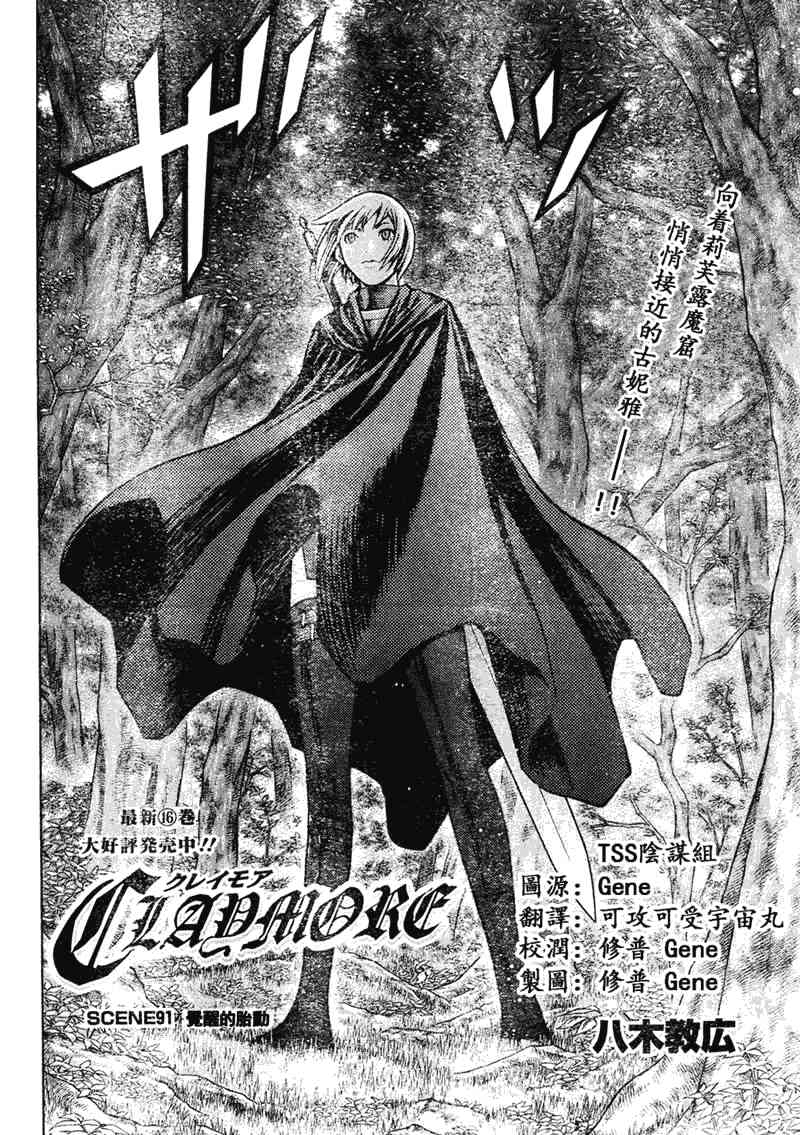 ザッ
ザッ
向着莉芙露魔窟
悄悄接近的古妮雅──!!
最新⑯巻
大好評発売中!!
クレイモア
CLAYMORE
SCENE91 覺醒的胎動
TSS陰謀組
圖源：Gene
翻譯：可攻可受宇宙丸
校潤：修普 Gene
製圖：修普 Gene
八木教広